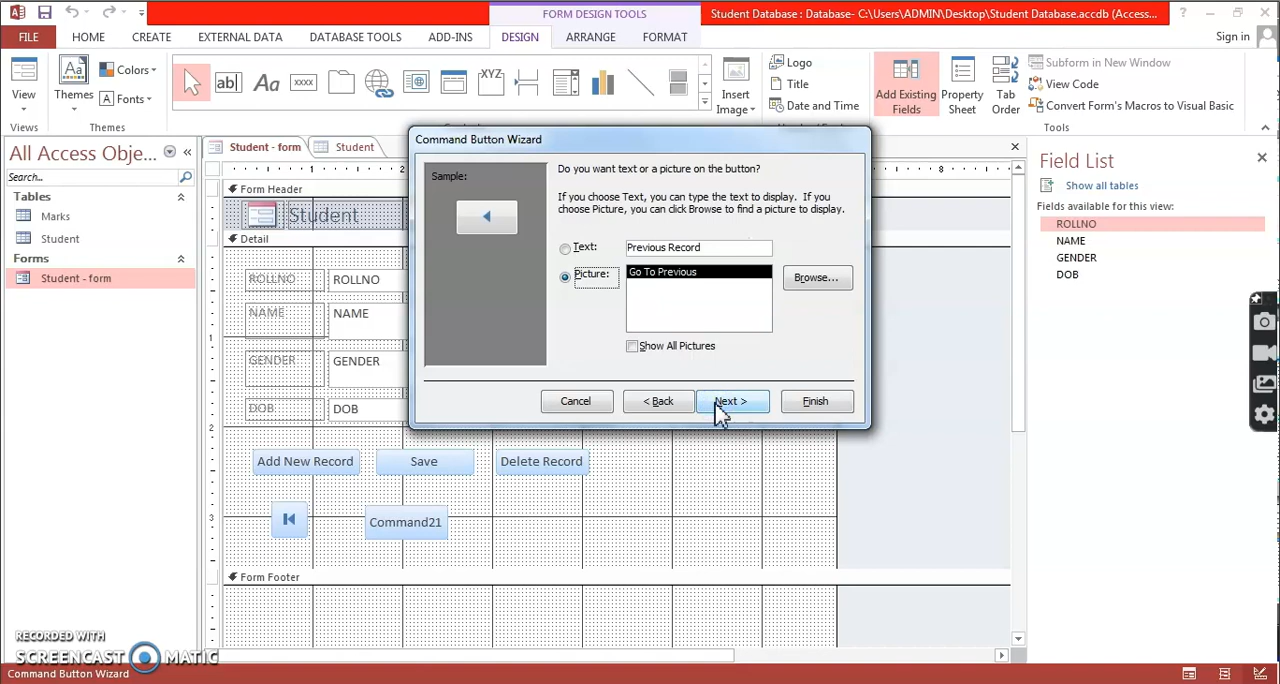 FORM DESIGN TOOLS
Student Database : Database- C:\Users\ADMIN\Desktop\Student Database.accdb (Access...
?
FILE HOME CREATE EXTERNAL DATA DATABASE TOOLS ADD-INS DESIGN ARRANGE FORMAT Sign in
View
Themes
Aa
Colors
Fonts
ab|
Aa
xxxx
XYZ
Insert
Image
Logo
Title
Date and Time
Add Existing
Fields
Property
Sheet
Tab
Order
Subform in New Window
View Code
Convert Form's Macros to Visual Basic
Views
Themes
Tools
All Access Obje...
Search...
Tables
Marks
Student
Forms
Student - form
Student - form
Student
Form Header
Student
Detail
ROLLNO ROLLNO
NAME NAME
GENDER GENDER
DOB DOB
Add New Record Save Delete Record
Command21
Form Footer
1
2
3
2
8
Command Button Wizard
Sample:
Do you want text or a picture on the button?
If you choose Text, you can type the text to display. If you
choose Picture, you can click Browse to find a picture to display.
Text: Previous Record
Picture: Go To Previous
Browse...
Show All Pictures
Cancel < Back Next > Finish
Field List
Show all tables
Fields available for this view:
ROLLNO
NAME
GENDER
DOB
RECORDED WITH
SCREENCAST MATIC
Command Button Wizard